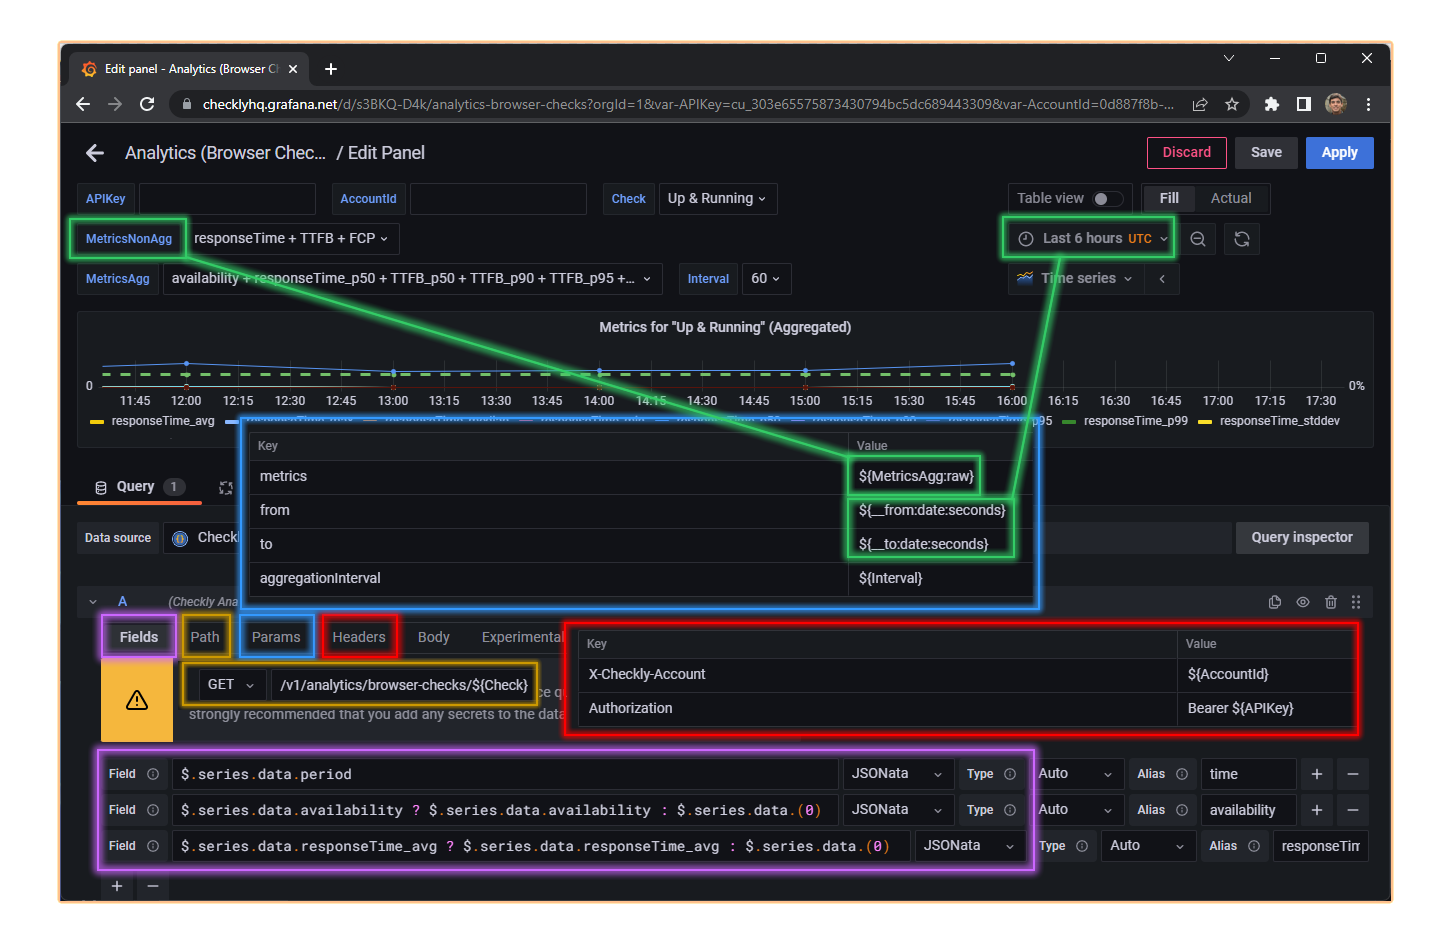 Edit panel - Analytics (Browser Ch
checklyhq.grafana.net/d/s3BKQ-D4k/analytics-browser-checks?orgId=1&var-APIKey=cu_303e65575873430794bc5dc689443309&var-AccountId=0d887f8b-...
Analytics (Browser Chec... / Edit Panel
Discard Save Apply
APIKey AccountId Check Up & Running Table view Fill Actual
MetricsNonAgg responseTime + TTFB + FCP Last 6 hours UTC
MetricsAgg availability + responseTime_p50 + TTFB_p50 + TTFB_p90 + TTFB_p95 +... Interval 60 Time series
Metrics for "Up & Running" (Aggregated)
0 0%
11:45 12:00 12:15 12:30 12:45 13:00 13:15 13:30 13:45 14:00 14:15 14:30 14:45 15:00 15:15 15:30 15:45 16:00 16:15 16:30 16:45 17:00 17:15 17:30
responseTime_avg p95 responseTime_p99 responseTime_stddev
Key Value
metrics ${MetricsAgg:raw}
Query 1
from ${__from:date:seconds}
Data source Checkl Query inspector
to ${__to:date:seconds}
aggregationInterval ${Interval}
A (Checkly Ana
Fields Path Params Headers Body Experimental
Key Value
X-Checkly-Account ${AccountId}
GET /v1/analytics/browser-checks/${Check} ce qu
Authorization Bearer ${APIKey}
strongly recommended that you add any secrets to the data
Field $.series.data.period JSONata Type Auto Alias time
Field $.series.data.availability ? $.series.data.availability : $.series.data.(0) JSONata Type Auto Alias availability
Field $.series.data.responseTime_avg ? $.series.data.responseTime_avg : $.series.data.(0) JSONata Type Auto Alias responseTim